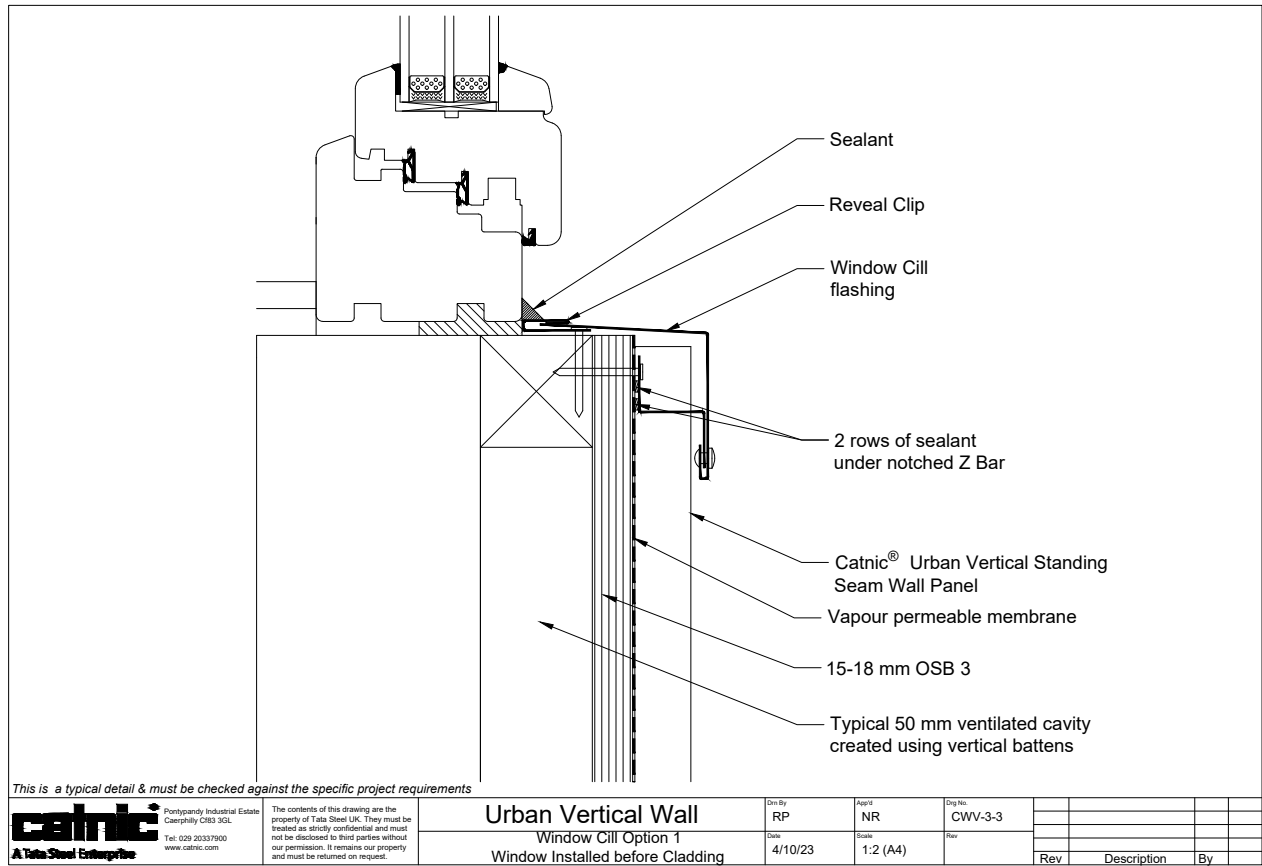 Sealant
Reveal Clip
Window Cill
flashing
2 rows of sealant
under notched Z Bar
Catnic® Urban Vertical Standing
Seam Wall Panel
Vapour permeable membrane
15-18 mm OSB 3
Typical 50 mm ventilated cavity
created using vertical battens
This is a typical detail & must be checked against the specific project requirements
catnic
A Tata Steel Enterprise
Pontypandy Industrial Estate
Caerphilly Cf83 3GL
Tel: 029 20337900
www.catnic.com
The contents of this drawing are the
property of Tata Steel UK. They must be
treated as strictly confidential and must
not be disclosed to third parties without
our permission. It remains our property
and must be returned on request.
Urban Vertical Wall
Window Cill Option 1
Window Installed before Cladding
Drn By
RP
App'd
NR
Drg No.
CWV-3-3
Date
4/10/23
Scale
1:2 (A4)
Rev
Rev Description By